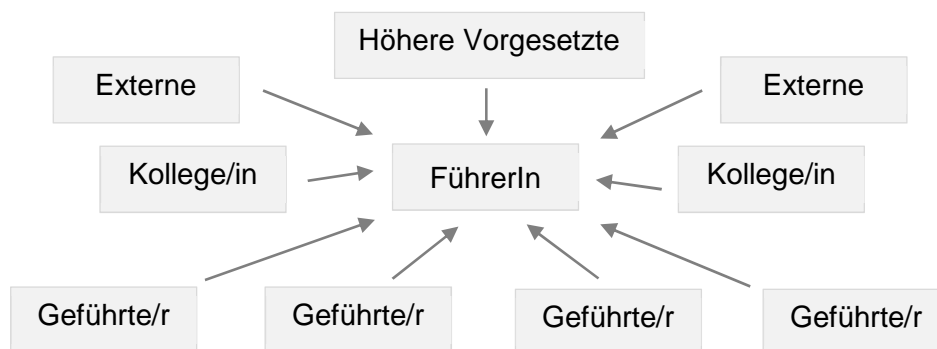 Höhere Vorgesetzte
Externe
Externe
Kollege/in
FührerIn
Kollege/in
Geführte/r
Geführte/r
Geführte/r
Geführte/r